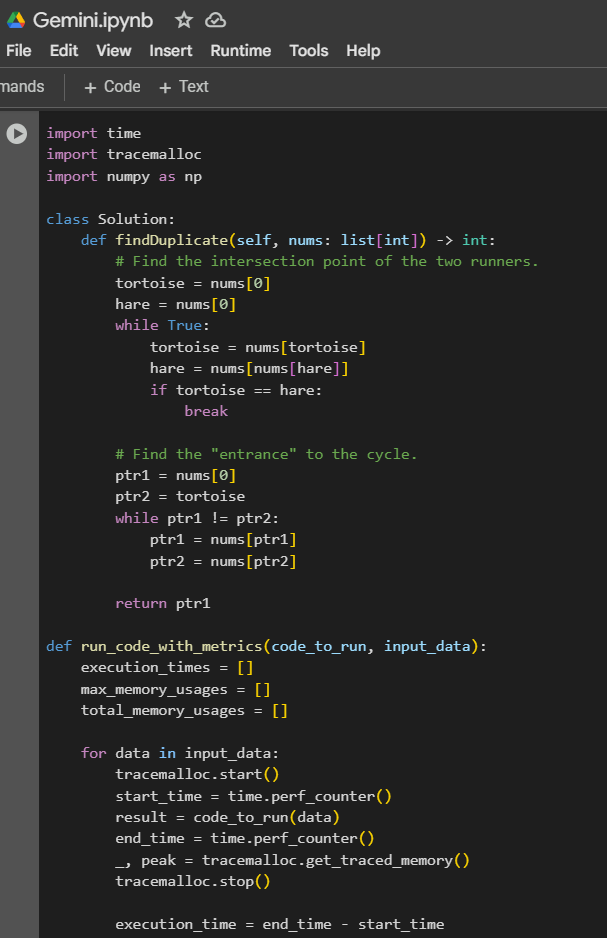 Gemini.ipynb
File Edit View Insert Runtime Tools Help
mands + Code + Text
import time
import tracemalloc
import numpy as np

class Solution:
    def findDuplicate(self, nums: list[int]) -> int:
        # Find the intersection point of the two runners.
        tortoise = nums[0]
        hare = nums[0]
        while True:
            tortoise = nums[tortoise]
            hare = nums[nums[hare]]
            if tortoise == hare:
                break

        # Find the "entrance" to the cycle.
        ptr1 = nums[0]
        ptr2 = tortoise
        while ptr1 != ptr2:
            ptr1 = nums[ptr1]
            ptr2 = nums[ptr2]

        return ptr1

def run_code_with_metrics(code_to_run, input_data):
    execution_times = []
    max_memory_usages = []
    total_memory_usages = []

    for data in input_data:
        tracemalloc.start()
        start_time = time.perf_counter()
        result = code_to_run(data)
        end_time = time.perf_counter()
        _, peak = tracemalloc.get_traced_memory()
        tracemalloc.stop()

        execution_time = end_time - start_time